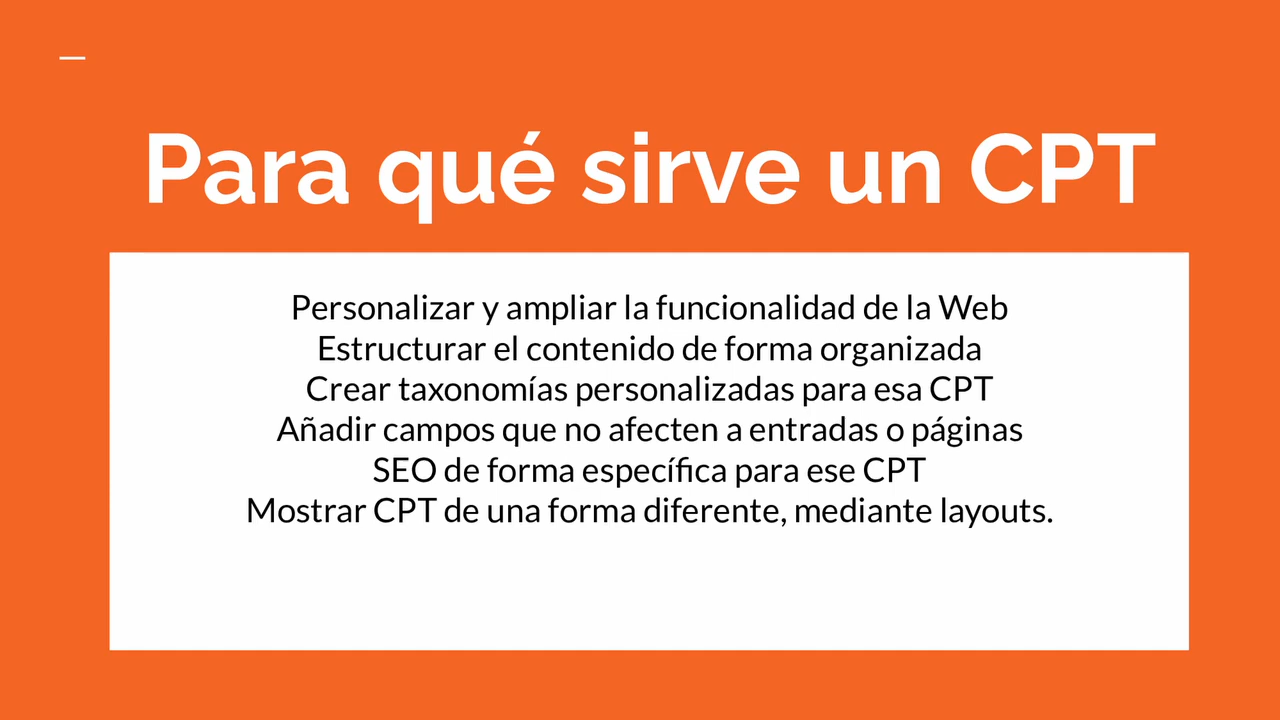 Para qué sirve un CPT
Personalizar y ampliar la funcionalidad de la Web
Estructurar el contenido de forma organizada
Crear taxonomías personalizadas para esa CPT
Añadir campos que no afecten a entradas o páginas
SEO de forma específica para ese CPT
Mostrar CPT de una forma diferente, mediante layouts.